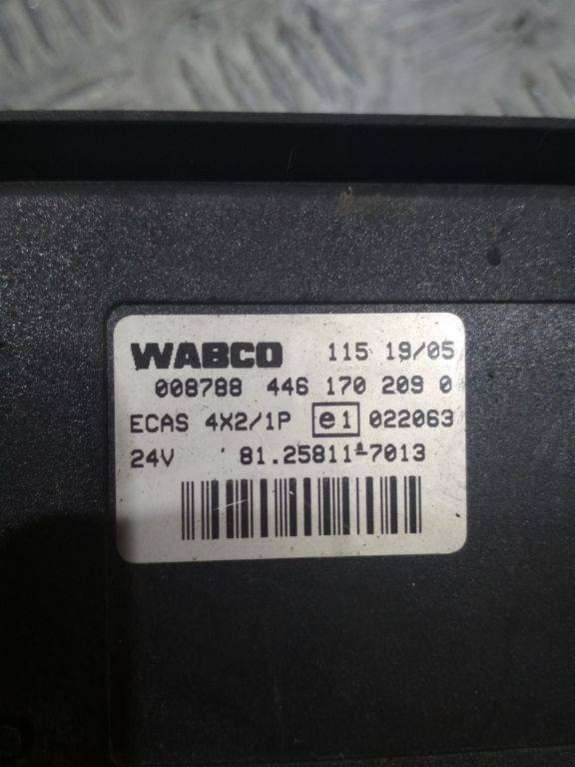 WABCO 115 19/05
008788 446 170 209 0
ECAS 4X2/1P e1 022063
24V 81.25811-7013